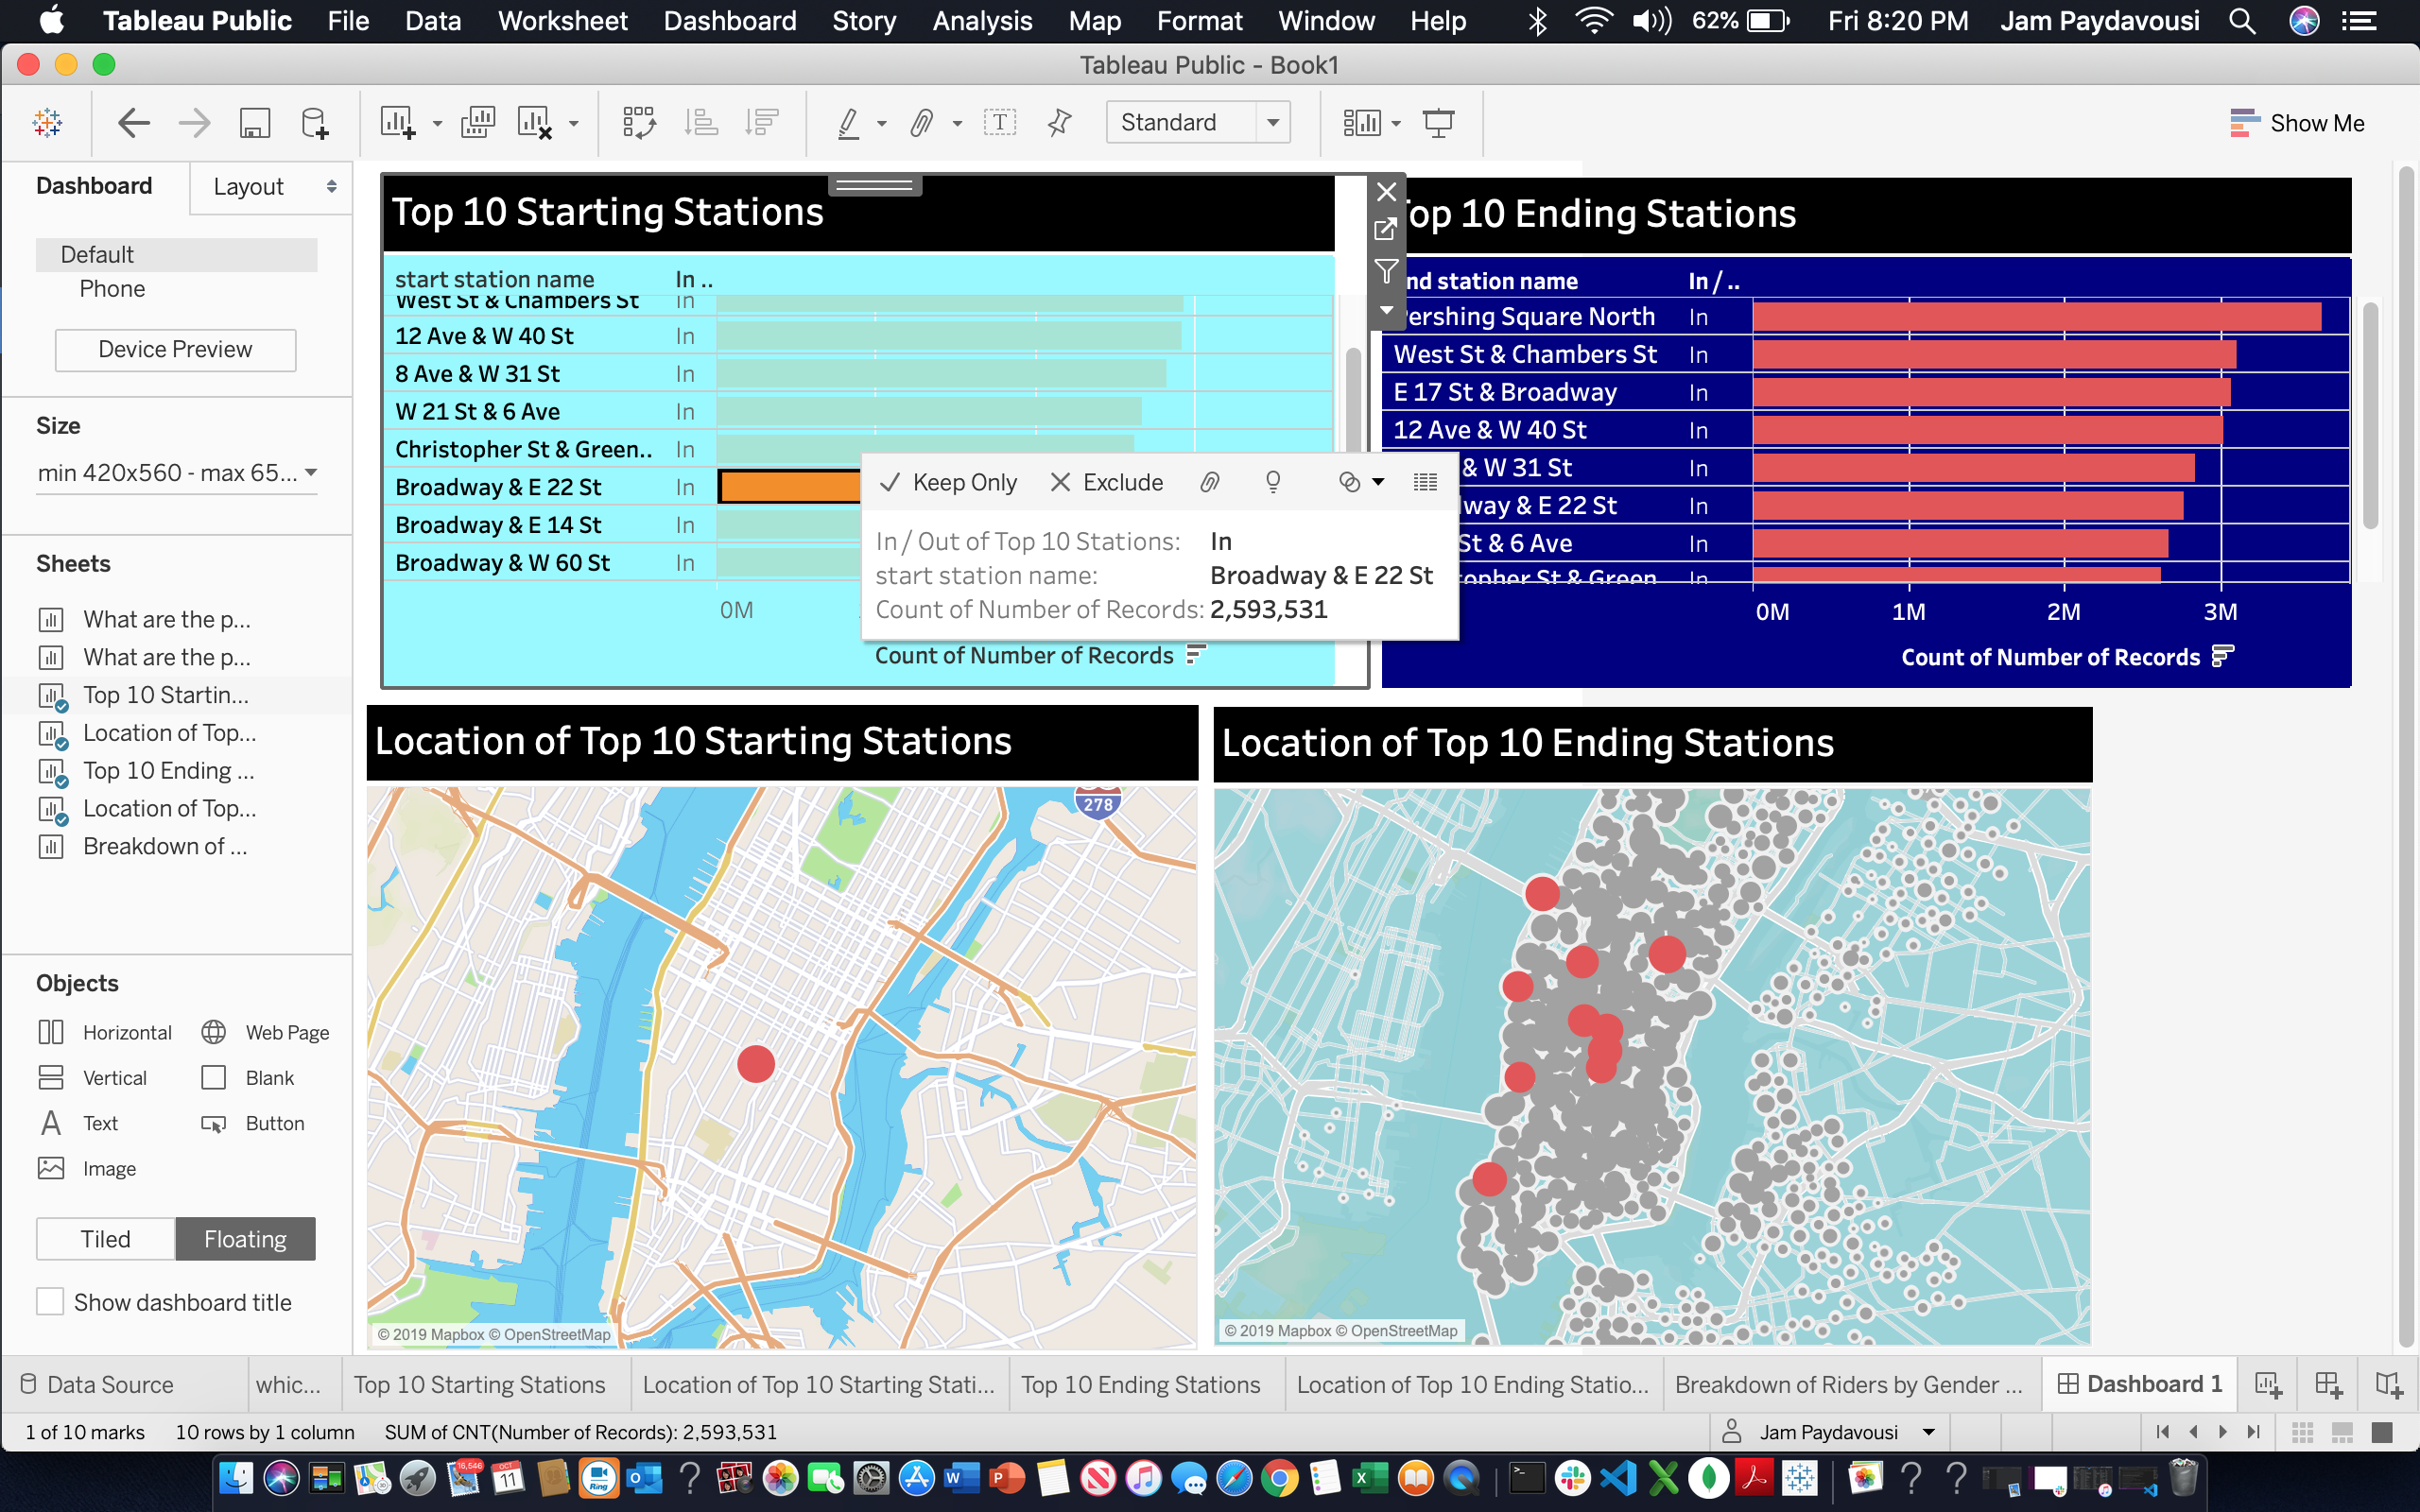 Tableau Public File Data Worksheet Dashboard Story Analysis Map Format Window Help 62% Fri 8:20 PM Jam Paydavousi
Tableau Public - Book1
Standard
Show Me
Dashboard
Layout
Default
Phone
Device Preview
Size
min 420x560 - max 65...
Sheets
What are the p...
What are the p...
Top 10 Startin...
Location of Top...
Top 10 Ending ...
Location of Top...
Breakdown of ...
Objects
Horizontal
Web Page
Vertical
Blank
Text
Button
Image
Tiled
Floating
Show dashboard title
Top 10 Starting Stations
start station name In ..
West St & Chambers St In
12 Ave & W 40 St In
8 Ave & W 31 St In
W 21 St & 6 Ave In
Christopher St & Green.. In
Broadway & E 22 St In
Broadway & E 14 St In
Broadway & W 60 St In
0M
Count of Number of Records
Keep Only
Exclude
In / Out of Top 10 Stations: In
start station name: Broadway & E 22 St
Count of Number of Records: 2,593,531
op 10 Ending Stations
nd station name In / ..
ershing Square North In
West St & Chambers St In
E 17 St & Broadway In
12 Ave & W 40 St In
& W 31 St In
way & E 22 St In
St & 6 Ave In
topher St & Green In
0M 1M 2M 3M
Count of Number of Records
Location of Top 10 Starting Stations
278
© 2019 Mapbox © OpenStreetMap
Location of Top 10 Ending Stations
© 2019 Mapbox © OpenStreetMap
Data Source
whic...
Top 10 Starting Stations
Location of Top 10 Starting Stati...
Top 10 Ending Stations
Location of Top 10 Ending Statio...
Breakdown of Riders by Gender ...
Dashboard 1
1 of 10 marks 10 rows by 1 column SUM of CNT(Number of Records): 2,593,531
Jam Paydavousi
16,546
OCT
11
Ring